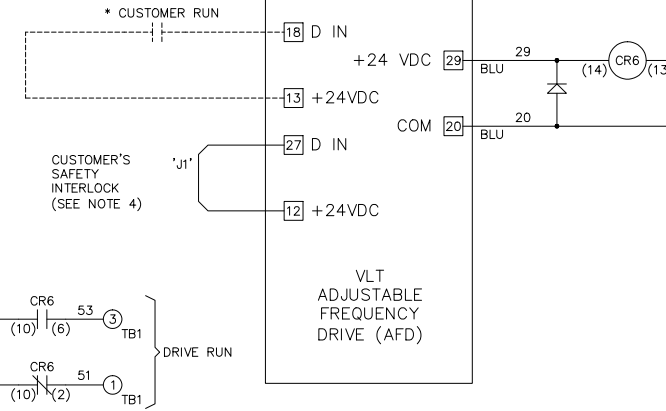 * CUSTOMER RUN
18 D IN
+24 VDC 29
BLU
29
(14) CR6 (13
13 +24VDC
COM 20
BLU
20
27 D IN
'J1'
CUSTOMER'S
SAFETY
INTERLOCK
(SEE NOTE 4)
12 +24VDC
VLT
ADJUSTABLE
FREQUENCY
DRIVE (AFD)
CR6
(10) (6)
53
3
TB1
DRIVE RUN
CR6
(10) (2)
51
1
TB1